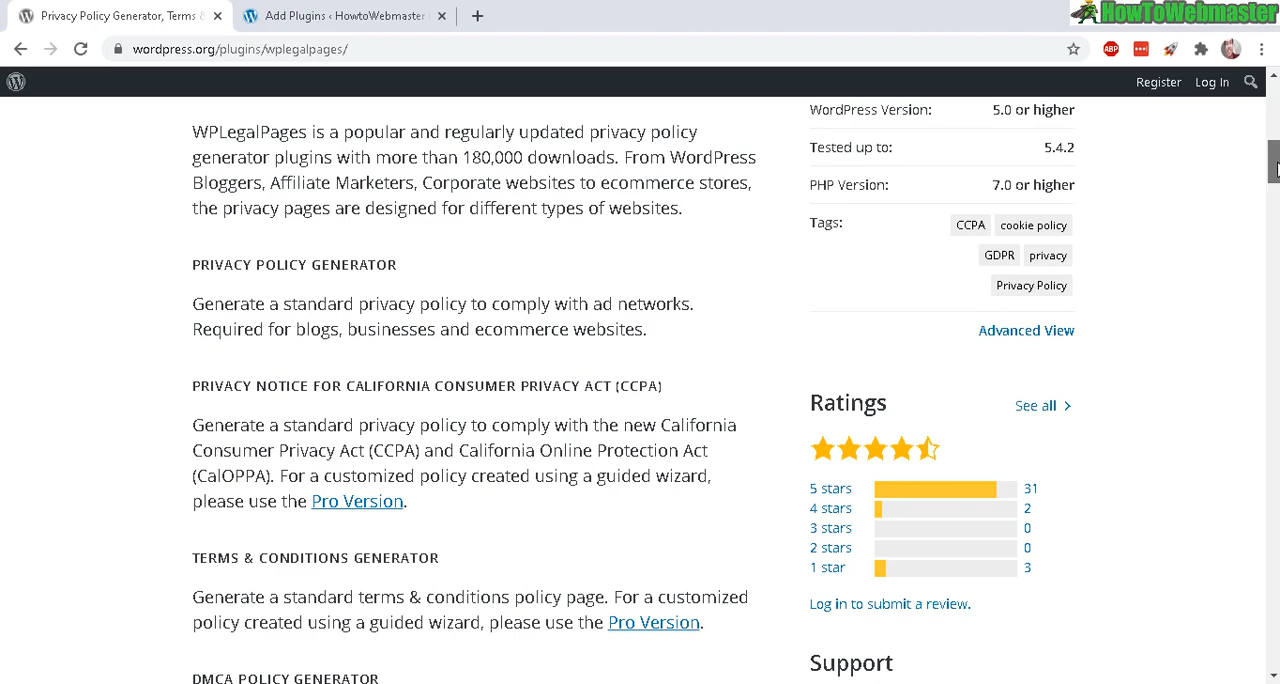 Privacy Policy Generator, Terms &
Add Plugins ‹ HowtoWebmaster
HowToWebmaster
wordpress.org/plugins/wplegalpages/
ABP
Register
Log In
WPLegalPages is a popular and regularly updated privacy policy
generator plugins with more than 180,000 downloads. From WordPress
Bloggers, Affiliate Marketers, Corporate websites to ecommerce stores,
the privacy pages are designed for different types of websites.
PRIVACY POLICY GENERATOR
Generate a standard privacy policy to comply with ad networks.
Required for blogs, businesses and ecommerce websites.
PRIVACY NOTICE FOR CALIFORNIA CONSUMER PRIVACY ACT (CCPA)
Generate a standard privacy policy to comply with the new California
Consumer Privacy Act (CCPA) and California Online Protection Act
(CalOPPA). For a customized policy created using a guided wizard,
please use the Pro Version.
TERMS & CONDITIONS GENERATOR
Generate a standard terms & conditions policy page. For a customized
policy created using a guided wizard, please use the Pro Version.
DMCA POLICY GENERATOR
WordPress Version: 5.0 or higher
Tested up to: 5.4.2
PHP Version: 7.0 or higher
Tags: CCPA cookie policy
GDPR privacy
Privacy Policy
Advanced View
Ratings See all
5 stars 31
4 stars 2
3 stars 0
2 stars 0
1 star 3
Log in to submit a review.
Support